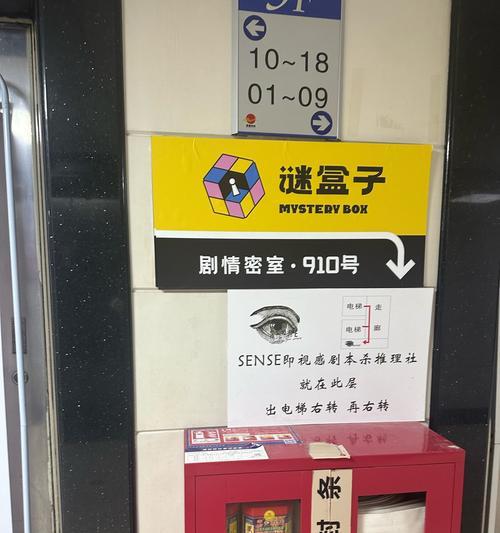 10~18
01~09
谜盒子
MYSTERY BOX
剧情密室·910号
电梯 走
电梯 廊
SENSE即视感剧本杀推理社
就在此层
出电梯右转 再右转
封条